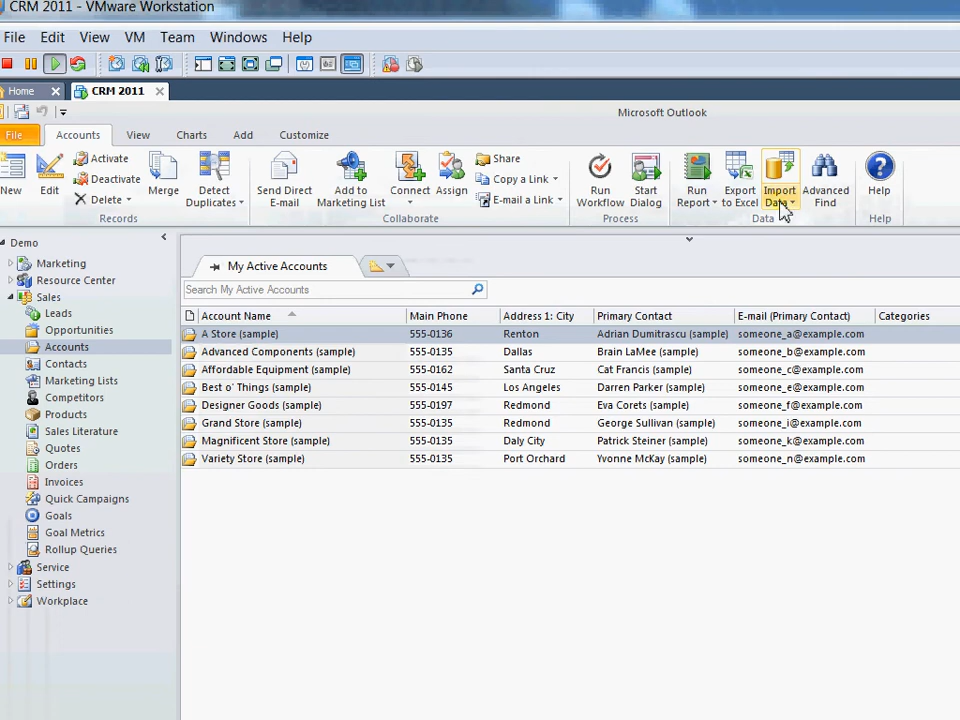 CRM 2011 - VMware Workstation
File Edit View VM Team Windows Help
Home CRM 2011
Microsoft Outlook
File Accounts View Charts Add Customize
New Edit Activate Deactivate Delete Merge Detect Duplicates Send Direct E-mail Add to Marketing List Connect Assign Share Copy a Link E-mail a Link Run Workflow Start Dialog Run Report Export to Excel Import Data Advanced Find Help
Records Collaborate Process Data Help
Demo
Marketing
Resource Center
Sales
Leads
Opportunities
Accounts
Contacts
Marketing Lists
Competitors
Products
Sales Literature
Quotes
Orders
Invoices
Quick Campaigns
Goals
Goal Metrics
Rollup Queries
Service
Settings
Workplace
My Active Accounts
Search My Active Accounts
Account Name Main Phone Address 1: City Primary Contact E-mail (Primary Contact) Categories
A Store (sample) 555-0136 Renton Adrian Dumitrascu (sample) someone_a@example.com
Advanced Components (sample) 555-0135 Dallas Brain LaMee (sample) someone_b@example.com
Affordable Equipment (sample) 555-0162 Santa Cruz Cat Francis (sample) someone_c@example.com
Best o' Things (sample) 555-0145 Los Angeles Darren Parker (sample) someone_e@example.com
Designer Goods (sample) 555-0197 Redmond Eva Corets (sample) someone_f@example.com
Grand Store (sample) 555-0135 Redmond George Sullivan (sample) someone_i@example.com
Magnificent Store (sample) 555-0135 Daly City Patrick Steiner (sample) someone_k@example.com
Variety Store (sample) 555-0135 Port Orchard Yvonne McKay (sample) someone_n@example.com